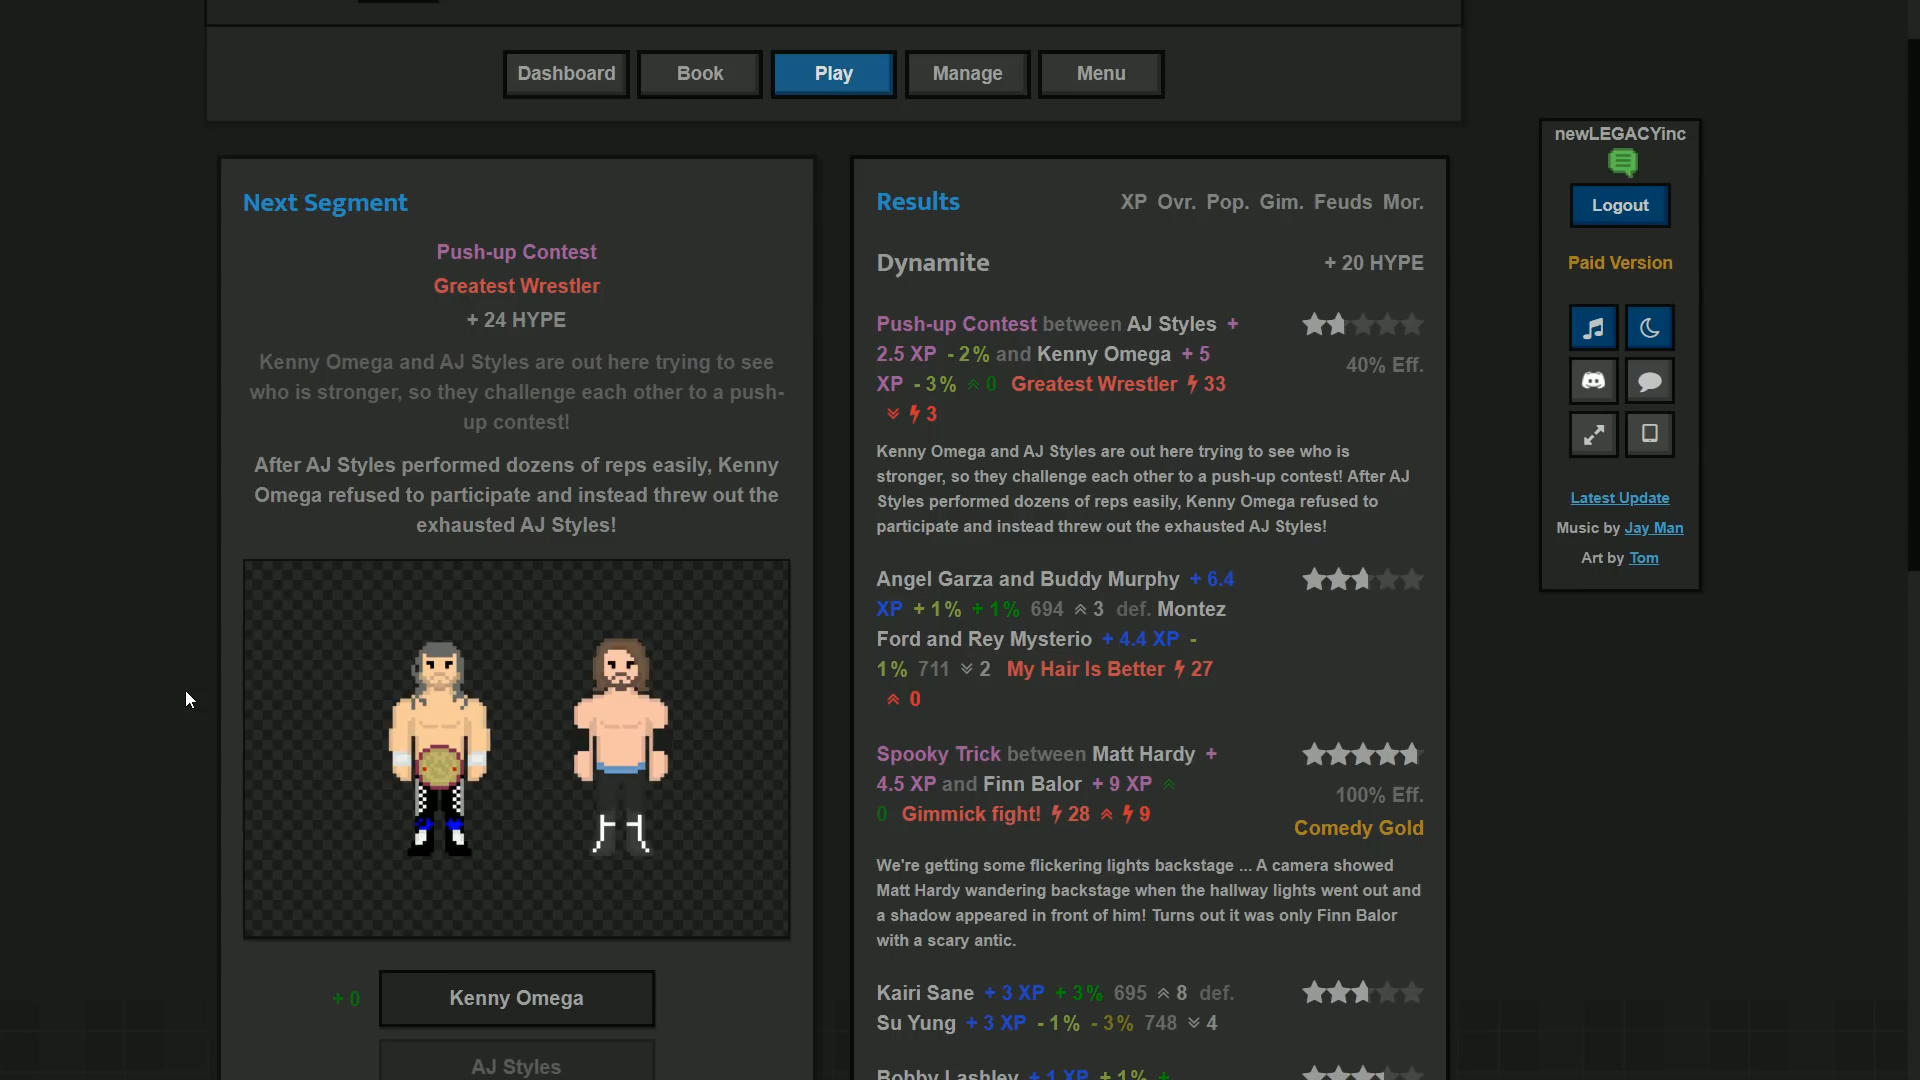 Dashboard Book Play Manage Menu
Next Segment
Push-up Contest
Greatest Wrestler
+ 24 HYPE
Kenny Omega and AJ Styles are out here trying to see
who is stronger, so they challenge each other to a push-
up contest!
After AJ Styles performed dozens of reps easily, Kenny
Omega refused to participate and instead threw out the
exhausted AJ Styles!
+ 0 Kenny Omega
AJ Styles
Results XP Ovr. Pop. Gim. Feuds Mor.
Dynamite + 20 HYPE
Push-up Contest between AJ Styles +
2.5 XP - 2% and Kenny Omega + 5
XP - 3% 0 Greatest Wrestler 33
3
40% Eff.
Kenny Omega and AJ Styles are out here trying to see who is
stronger, so they challenge each other to a push-up contest! After AJ
Styles performed dozens of reps easily, Kenny Omega refused to
participate and instead threw out the exhausted AJ Styles!
Angel Garza and Buddy Murphy + 6.4
XP + 1% + 1% 694 3 def. Montez
Ford and Rey Mysterio + 4.4 XP -
1% 711 2 My Hair Is Better 27
0
Spooky Trick between Matt Hardy +
4.5 XP and Finn Balor + 9 XP
0 Gimmick fight! 28 9
100% Eff.
Comedy Gold
We're getting some flickering lights backstage ... A camera showed
Matt Hardy wandering backstage when the hallway lights went out and
a shadow appeared in front of him! Turns out it was only Finn Balor
with a scary antic.
Kairi Sane + 3 XP + 3% 695 8 def.
Su Yung + 3 XP - 1% - 3% 748 4
Bobby Lashley + 1 XP + 1% +
newLEGACYinc
Logout
Paid Version
Latest Update
Music by Jay Man
Art by Tom